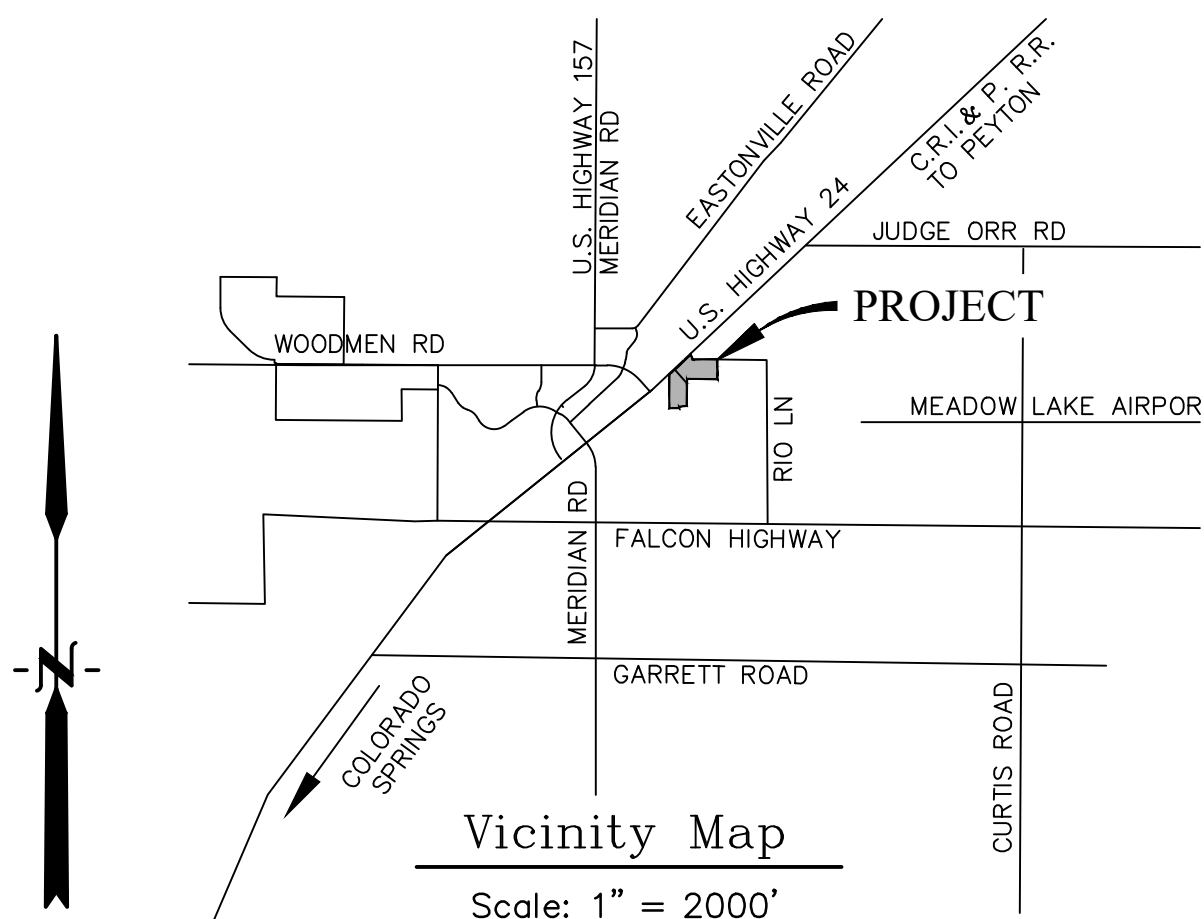 U.S. HIGHWAY 157
MERIDIAN RD
EASTONVILLE ROAD
C.R.I. & P. R.R.
TO PEYTON
U.S. HIGHWAY 24
JUDGE ORR RD
PROJECT
WOODMEN RD
MEADOW LAKE AIRPOR
RIO LN
MERIDIAN RD
FALCON HIGHWAY
N
GARRETT ROAD
COLORADO
SPRINGS
CURTIS ROAD
Vicinity Map
Scale: 1" = 2000'